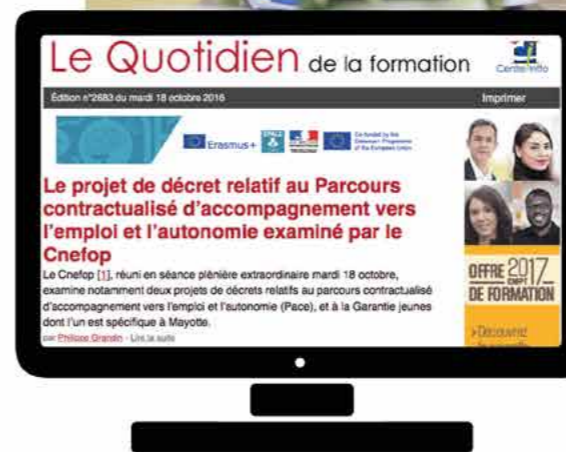 Le Quotidien de la formation
Centre Inffo
Édition n°2683 du mardi 18 octobre 2016
Imprimer
Erasmus+
Le projet de décret relatif au Parcours
contractualisé d'accompagnement vers
l'emploi et l'autonomie examiné par le
Cnefop
Le Cnefop [1], réuni en séance plénière extraordinaire mardi 18 octobre,
examine notamment deux projets de décrets relatifs au parcours contractualisé
d'accompagnement vers l'emploi et l'autonomie (Pace), et à la Garantie jeunes
dont l'un est spécifique à Mayotte.
par Philippe Grandin - Lire la suite
OFFRE 2017
DE FORMATION
> Découvrez